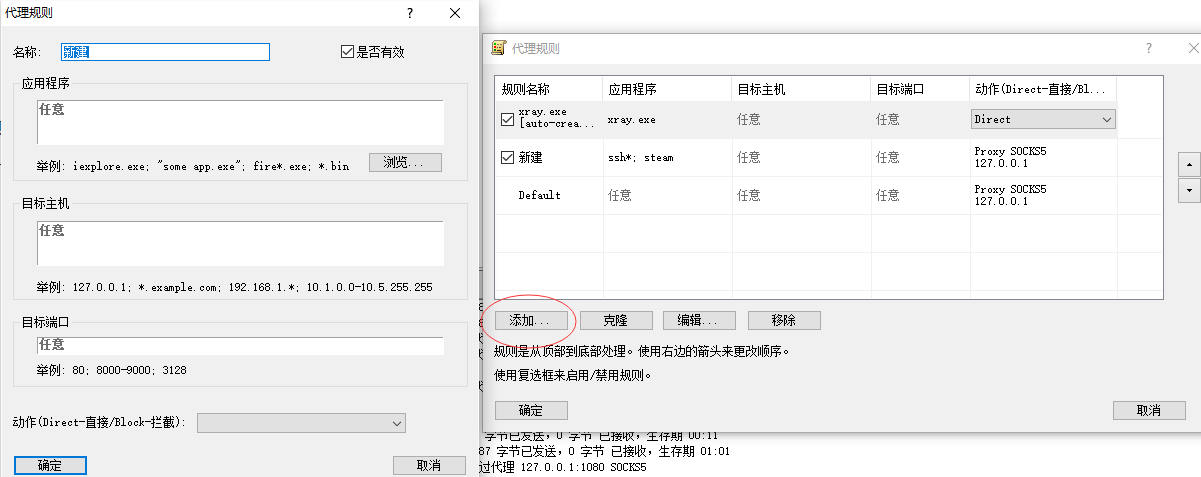 代理规则
名称:
新建
是否有效
应用程序
任意
举例: iexplore.exe; "some app.exe"; fire*.exe; *.bin
浏览...
目标主机
任意
举例: 127.0.0.1; *.example.com; 192.168.1.*; 10.1.0.0-10.5.255.255
目标端口
任意
举例: 80; 8000-9000; 3128
动作(Direct-直接/Block-拦截):
确定
取消
代理规则
规则名称 应用程序 目标主机 目标端口 动作(Direct-直接/Bl...
xray.exe
[auto-crea...
xray.exe 任意 任意 Direct
新建 ssh*; steam 任意 任意 Proxy SOCKS5
127.0.0.1
Default 任意 任意 任意 Proxy SOCKS5
127.0.0.1
添加... 克隆 编辑... 移除
规则是从顶部到底部处理。使用右边的箭头来更改顺序。
使用复选框来启用/禁用规则。
确定 取消
字节已发送, 0 字节 已接收, 生存期 00:11
87 字节已发送, 0 字节 已接收, 生存期 01:01
过代理 127.0.0.1:1080 SOCKS5